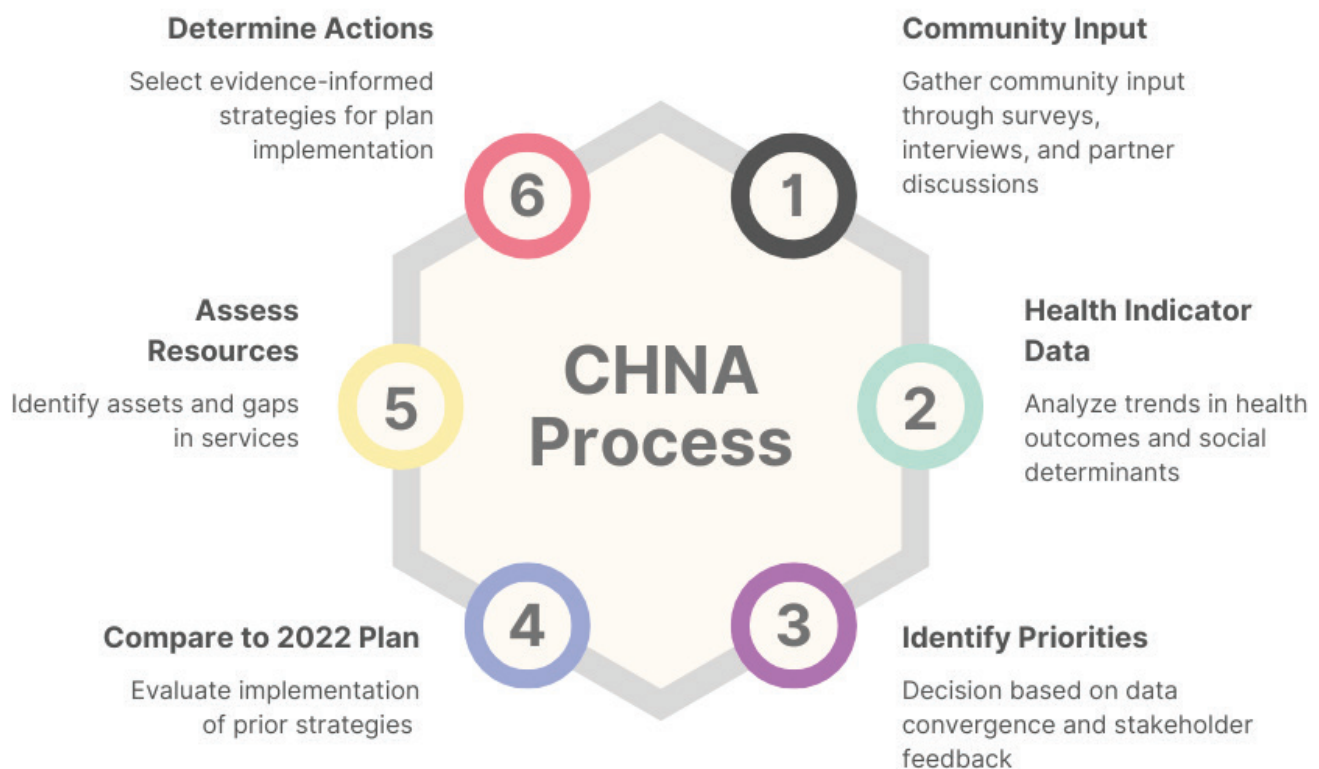 CHNA
Process
1
Community Input
Gather community input
through surveys,
interviews, and partner
discussions
2
Health Indicator
Data
Analyze trends in health
outcomes and social
determinants
3
Identify Priorities
Decision based on data
convergence and stakeholder
feedback
4
Compare to 2022 Plan
Evaluate implementation
of prior strategies
5
Assess
Resources
Identify assets and gaps
in services
6
Determine Actions
Select evidence-informed
strategies for plan
implementation